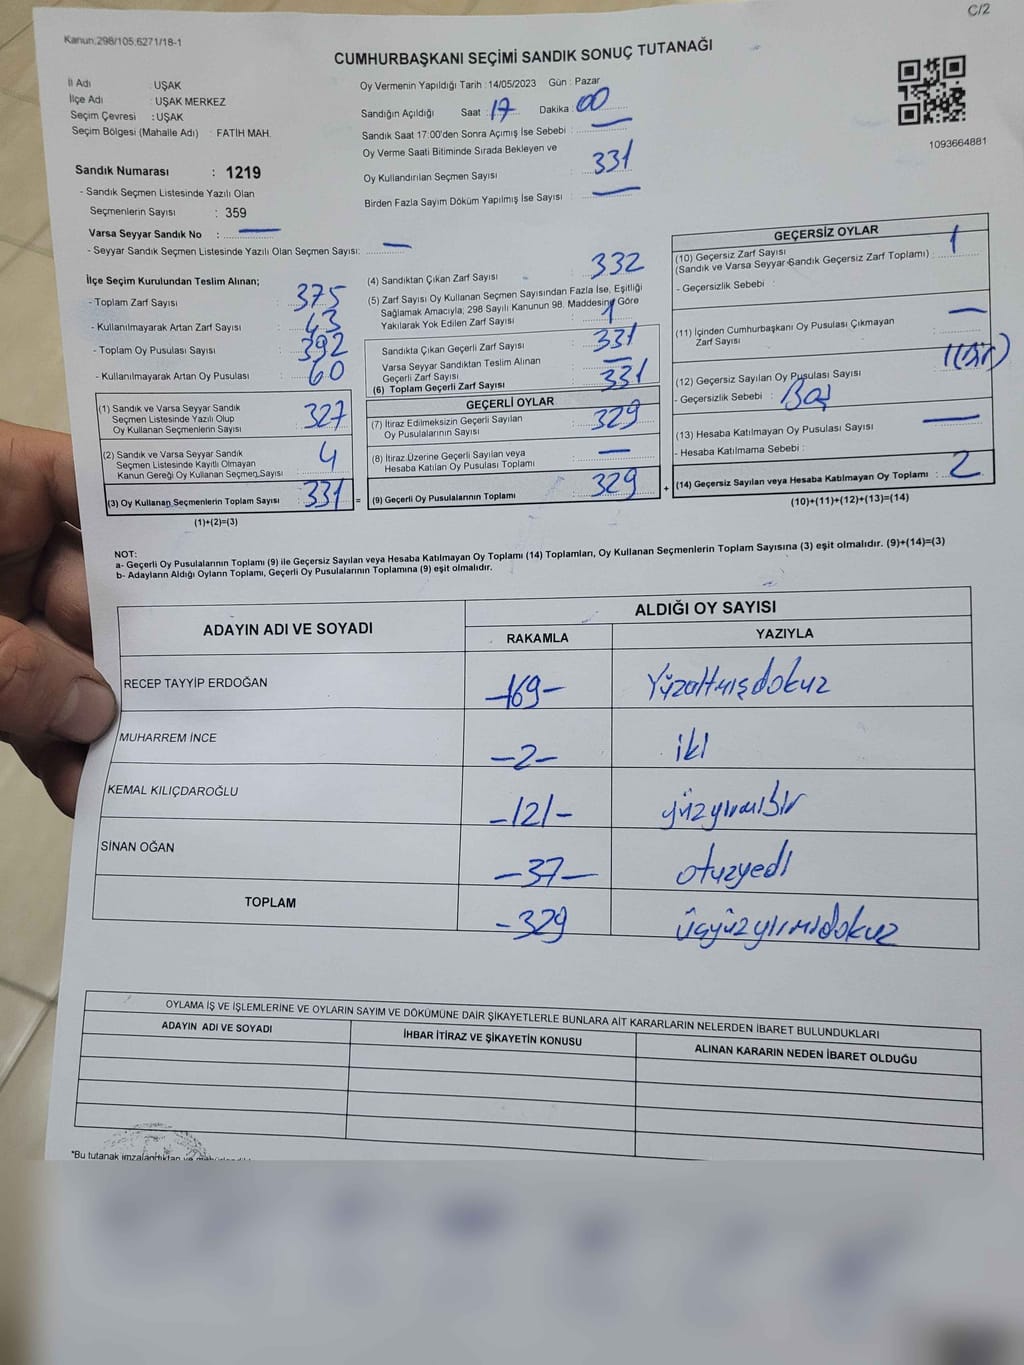 C/2
Kanun:298/105;6271/18-1
CUMHURBAŞKANI SEÇİMİ SANDIK SONUÇ TUTANAĞI
İl Adı : UŞAK
İlçe Adı : UŞAK MERKEZ
Seçim Çevresi : UŞAK
Seçim Bölgesi (Mahalle Adı) : FATİH MAH.
Sandık Numarası : 1219
- Sandık Seçmen Listesinde Yazılı Olan
Seçmenlerin Sayısı : 359
Varsa Seyyar Sandık No : —
- Seyyar Sandık Seçmen Listesinde Yazılı Olan Seçmen Sayısı: —
Oy Vermenin Yapıldığı Tarih : 14/05/2023 Gün : Pazar
Sandığın Açıldığı Saat : 17 Dakika : 00
Sandık Saat 17:00'den Sonra Açımış İse Sebebi : —
Oy Verme Saati Bitiminde Sırada Bekleyen ve
Oy Kullandırılan Seçmen Sayısı : 331
Birden Fazla Sayım Döküm Yapılmış İse Sayısı : —
1093664881
İlçe Seçim Kurulundan Teslim Alınan;
- Toplam Zarf Sayısı : 375
- Kullanılmayarak Artan Zarf Sayısı : 43
- Toplam Oy Pusulası Sayısı : 392
- Kullanılmayarak Artan Oy Pusulası : 60
(1) Sandık ve Varsa Seyyar Sandık
Seçmen Listesinde Yazılı Olup
Oy Kullanan Seçmenlerin Sayısı : 327
(2) Sandık ve Varsa Seyyar Sandık
Seçmen Listesinde Kayıtlı Olmayan
Kanun Gereği Oy Kullanan Seçmen Sayısı : 4
(3) Oy Kullanan Seçmenlerin Toplam Sayısı : 331
(1)+(2)=(3)
(4) Sandıktan Çıkan Zarf Sayısı : 332
(5) Zarf Sayısı Oy Kullanan Seçmen Sayısından Fazla İse, Eşitliği
Sağlamak Amacıyla; 298 Sayılı Kanunun 98. Maddesine Göre
Yakılarak Yok Edilen Zarf Sayısı : 1
Sandıkta Çıkan Geçerli Zarf Sayısı : 331
Varsa Seyyar Sandıktan Teslim Alınan
Geçerli Zarf Sayısı : —
(6) Toplam Geçerli Zarf Sayısı : 331
GEÇERLİ OYLAR
(7) İtiraz Edilmeksizin Geçerli Sayılan
Oy Pusulalarının Sayısı : 329
(8) İtiraz Üzerine Geçerli Sayılan veya
Hesaba Katılan Oy Pusulası Toplamı : —
= (9) Geçerli Oy Pusulalarının Toplamı : 329
GEÇERSİZ OYLAR
(10) Geçersiz Zarf Sayısı
(Sandık ve Varsa Seyyar Sandık Geçersiz Zarf Toplamı) : 1
- Geçersizlik Sebebi :
(11) İçinden Cumhurbaşkanı Oy Pusulası Çıkmayan
Zarf Sayısı : —
(12) Geçersiz Sayılan Oy Pusulası Sayısı : 1(bir)
- Geçersizlik Sebebi : Boş
(13) Hesaba Katılmayan Oy Pusulası Sayısı : —
- Hesaba Katılmama Sebebi :
+ (14) Geçersiz Sayılan veya Hesaba Katılmayan Oy Toplamı : 2
(10)+(11)+(12)+(13)=(14)
NOT:
a- Geçerli Oy Pusulalarının Toplamı (9) ile Geçersiz Sayılan veya Hesaba Katılmayan Oy Toplamı (14) Toplamları, Oy Kullanan Seçmenlerin Toplam Sayısına (3) eşit olmalıdır. (9)+(14)=(3)
b- Adayların Aldığı Oyların Toplamı, Geçerli Oy Pusulalarının Toplamına (9) eşit olmalıdır.
ADAYIN ADI VE SOYADI
ALDIĞI OY SAYISI
RAKAMLA YAZIYLA
RECEP TAYYİP ERDOĞAN -169- Yüzaltmışdokuz
MUHARREM İNCE -2- iki
KEMAL KILIÇDAROĞLU -121- yüzyirmibir
SİNAN OĞAN -37- otuzyedi
TOPLAM -329 üçyüzyirmidokuz
OYLAMA İŞ VE İŞLEMLERİNE VE OYLARIN SAYIM VE DÖKÜMÜNE DAİR ŞİKAYETLERLE BUNLARA AİT KARARLARIN NELERDEN İBARET BULUNDUKLARI
ADAYIN ADI VE SOYADI İHBAR İTİRAZ VE ŞİKAYETİN KONUSU ALINAN KARARIN NEDEN İBARET OLDUĞU
*Bu tutanak imzalandıktan ve